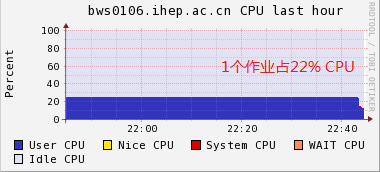 bws0106.ihep.ac.cn CPU last hour
RRDTOOL / TOBI OETIKER
Percent
100
80
60
40
20
0
1个作业占22% CPU
22:00 22:20 22:40
User CPU Nice CPU System CPU WAIT CPU
Idle CPU